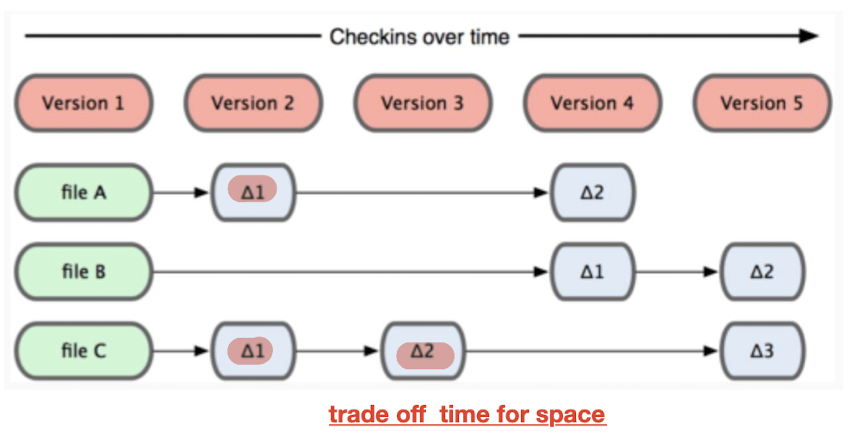 Checkins over time
Version 1 Version 2 Version 3 Version 4 Version 5
file A Δ1 Δ2
file B Δ1 Δ2
file C Δ1 Δ2 Δ3
trade off time for space